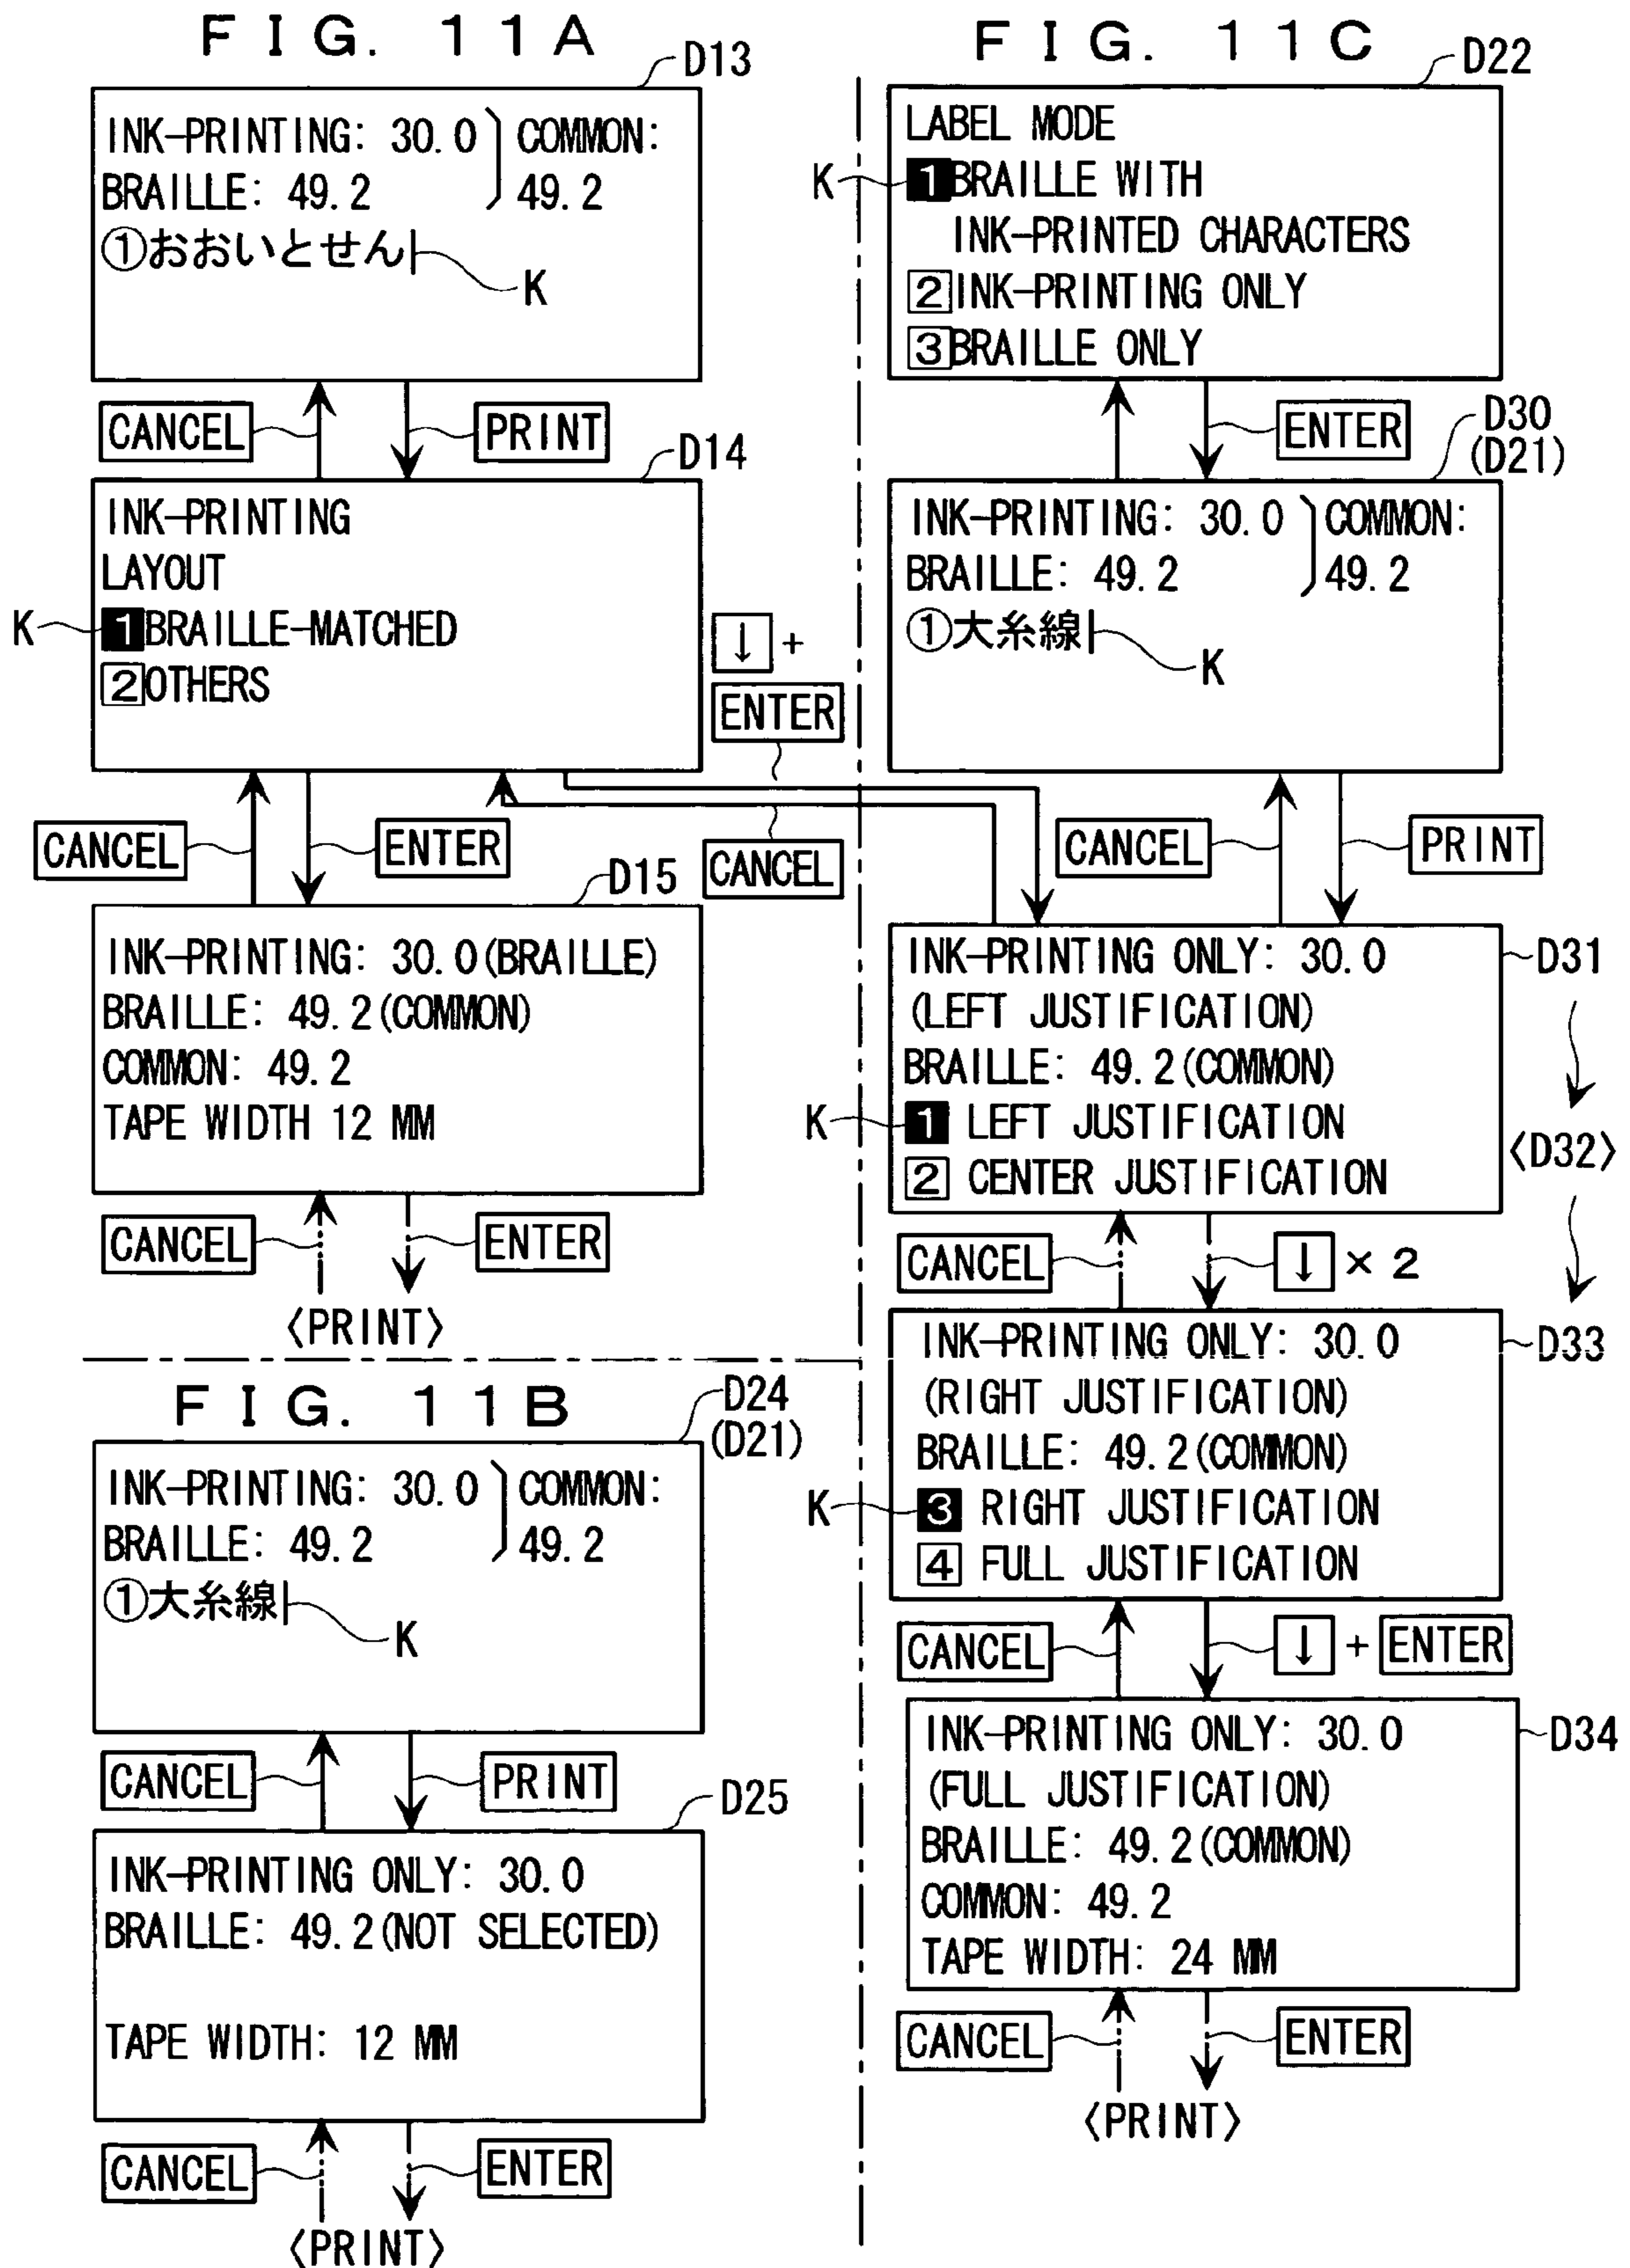 FIG. 11A
D13
INK-PRINTING: 30.0 COMMON:
BRAILLE: 49.2 49.2
①おおいとせん
K
CANCEL PRINT
D14
INK-PRINTING
LAYOUT
K 1 BRAILLE-MATCHED
2 OTHERS
↓ +
ENTER
CANCEL
CANCEL ENTER
D15
INK-PRINTING: 30.0(BRAILLE)
BRAILLE: 49.2(COMMON)
COMMON: 49.2
TAPE WIDTH 12 MM
CANCEL ENTER
〈PRINT〉
FIG. 11B
D24
(D21)
INK-PRINTING: 30.0 COMMON:
BRAILLE: 49.2 49.2
①大糸線
K
CANCEL PRINT
D25
INK-PRINTING ONLY: 30.0
BRAILLE: 49.2(NOT SELECTED)
TAPE WIDTH: 12 MM
CANCEL ENTER
〈PRINT〉
FIG. 11C
D22
LABEL MODE
K 1 BRAILLE WITH
INK-PRINTED CHARACTERS
2 INK-PRINTING ONLY
3 BRAILLE ONLY
ENTER
D30
(D21)
INK-PRINTING: 30.0 COMMON:
BRAILLE: 49.2 49.2
①大糸線
K
CANCEL PRINT
D31
INK-PRINTING ONLY: 30.0
(LEFT JUSTIFICATION)
BRAILLE: 49.2(COMMON)
K 1 LEFT JUSTIFICATION
2 CENTER JUSTIFICATION
〈D32〉
CANCEL ↓ × 2
D33
INK-PRINTING ONLY: 30.0
(RIGHT JUSTIFICATION)
BRAILLE: 49.2(COMMON)
K 3 RIGHT JUSTIFICATION
4 FULL JUSTIFICATION
CANCEL ↓ + ENTER
D34
INK-PRINTING ONLY: 30.0
(FULL JUSTIFICATION)
BRAILLE: 49.2(COMMON)
COMMON: 49.2
TAPE WIDTH: 24 MM
CANCEL ENTER
〈PRINT〉